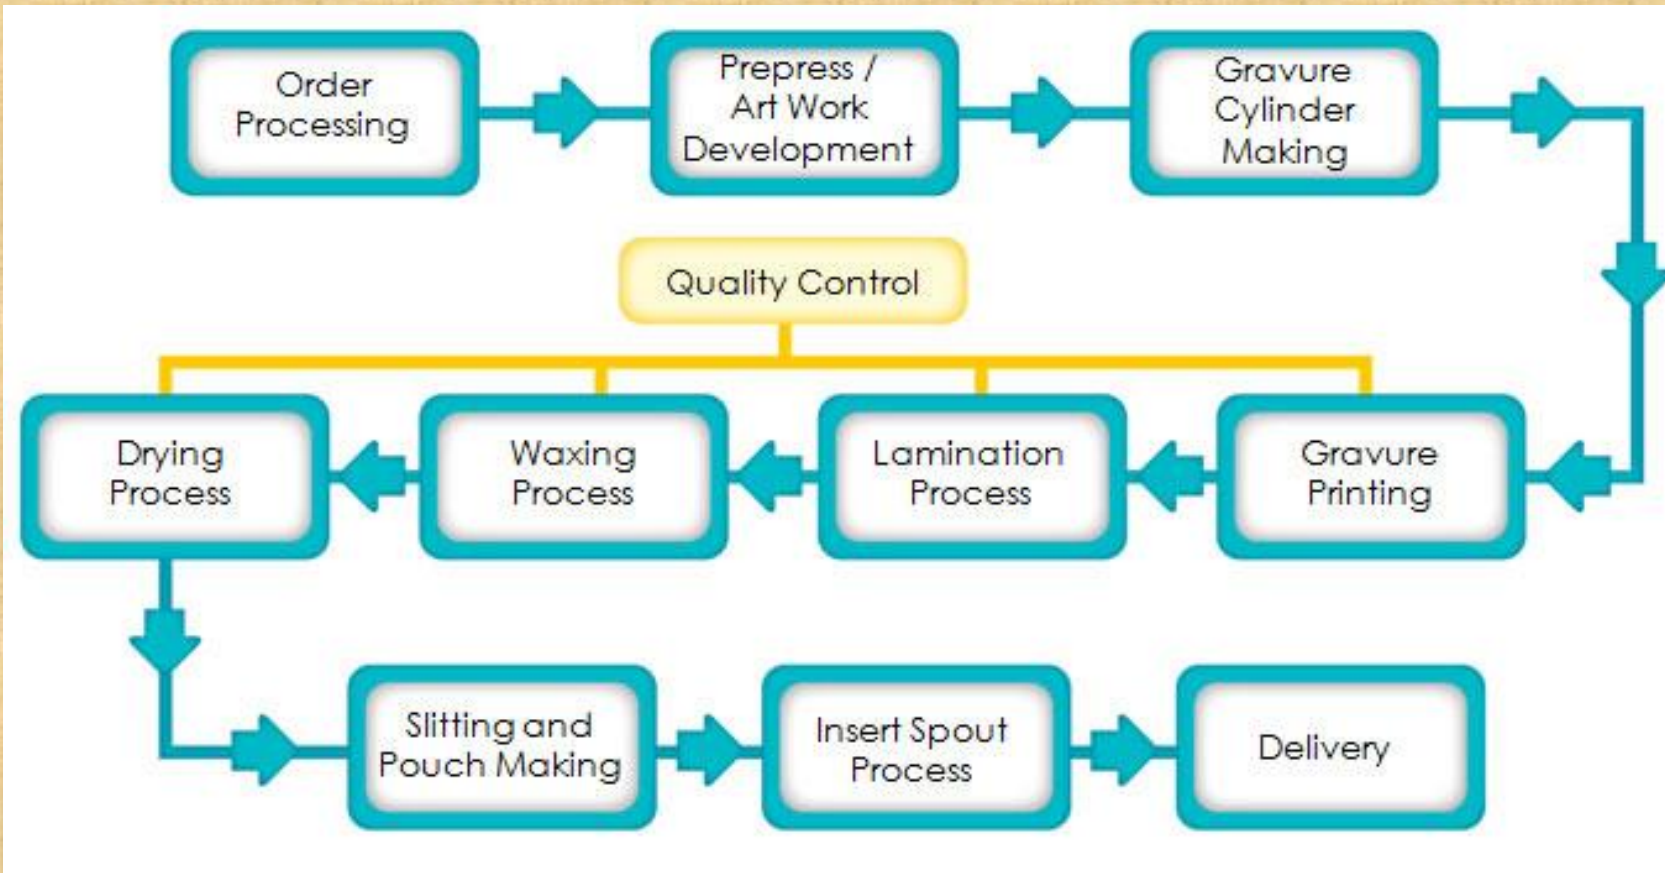 Order
Processing
Prepress /
Art Work
Development
Gravure
Cylinder
Making
Quality Control
Drying
Process
Waxing
Process
Lamination
Process
Gravure
Printing
Slitting and
Pouch Making
Insert Spout
Process
Delivery